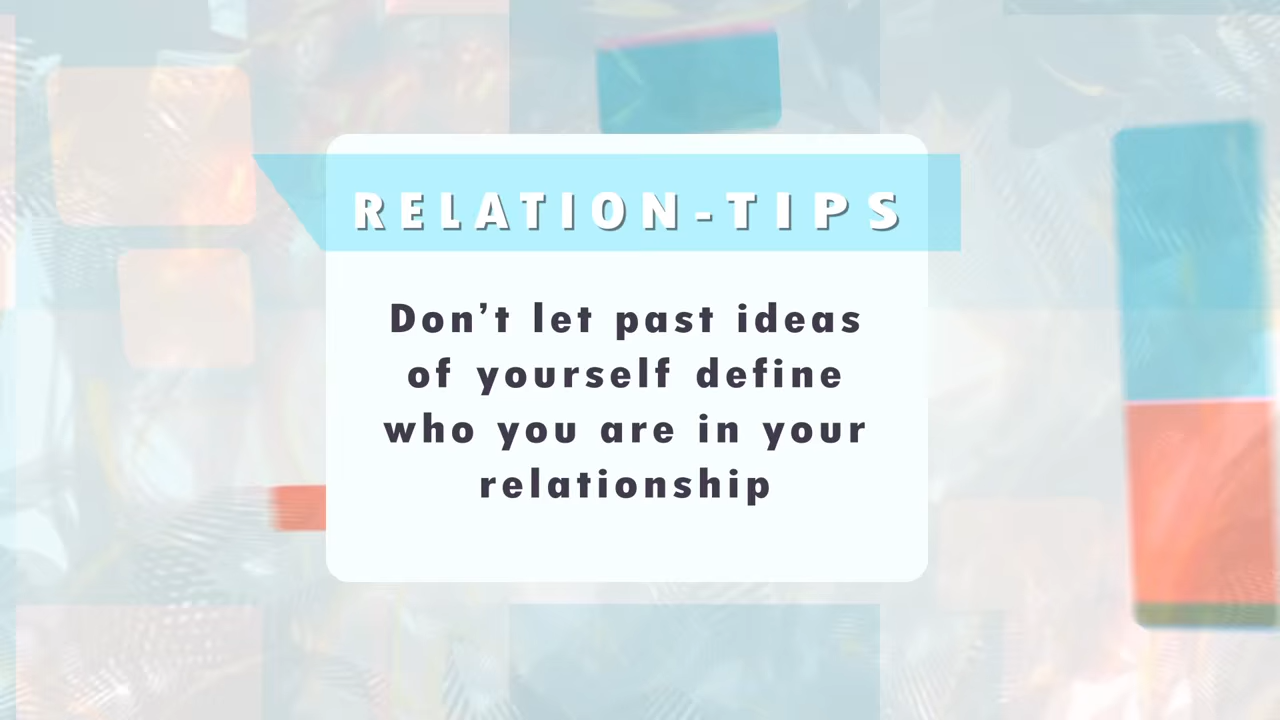 RELATION-TIPS
Don’t let past ideas
of yourself define
who you are in your
relationship